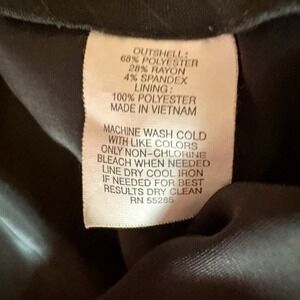 OUTSHELL:
68% POLYESTER
28% RAYON
4% SPANDEX
LINING:
100% POLYESTER
MADE IN VIETNAM
MACHINE WASH COLD
WITH LIKE COLORS
ONLY NON-CHLORINE
BLEACH WHEN NEEDED
LINE DRY COOL IRON
IF NEEDED FOR BEST
RESULTS DRY CLEAN
RN 55285